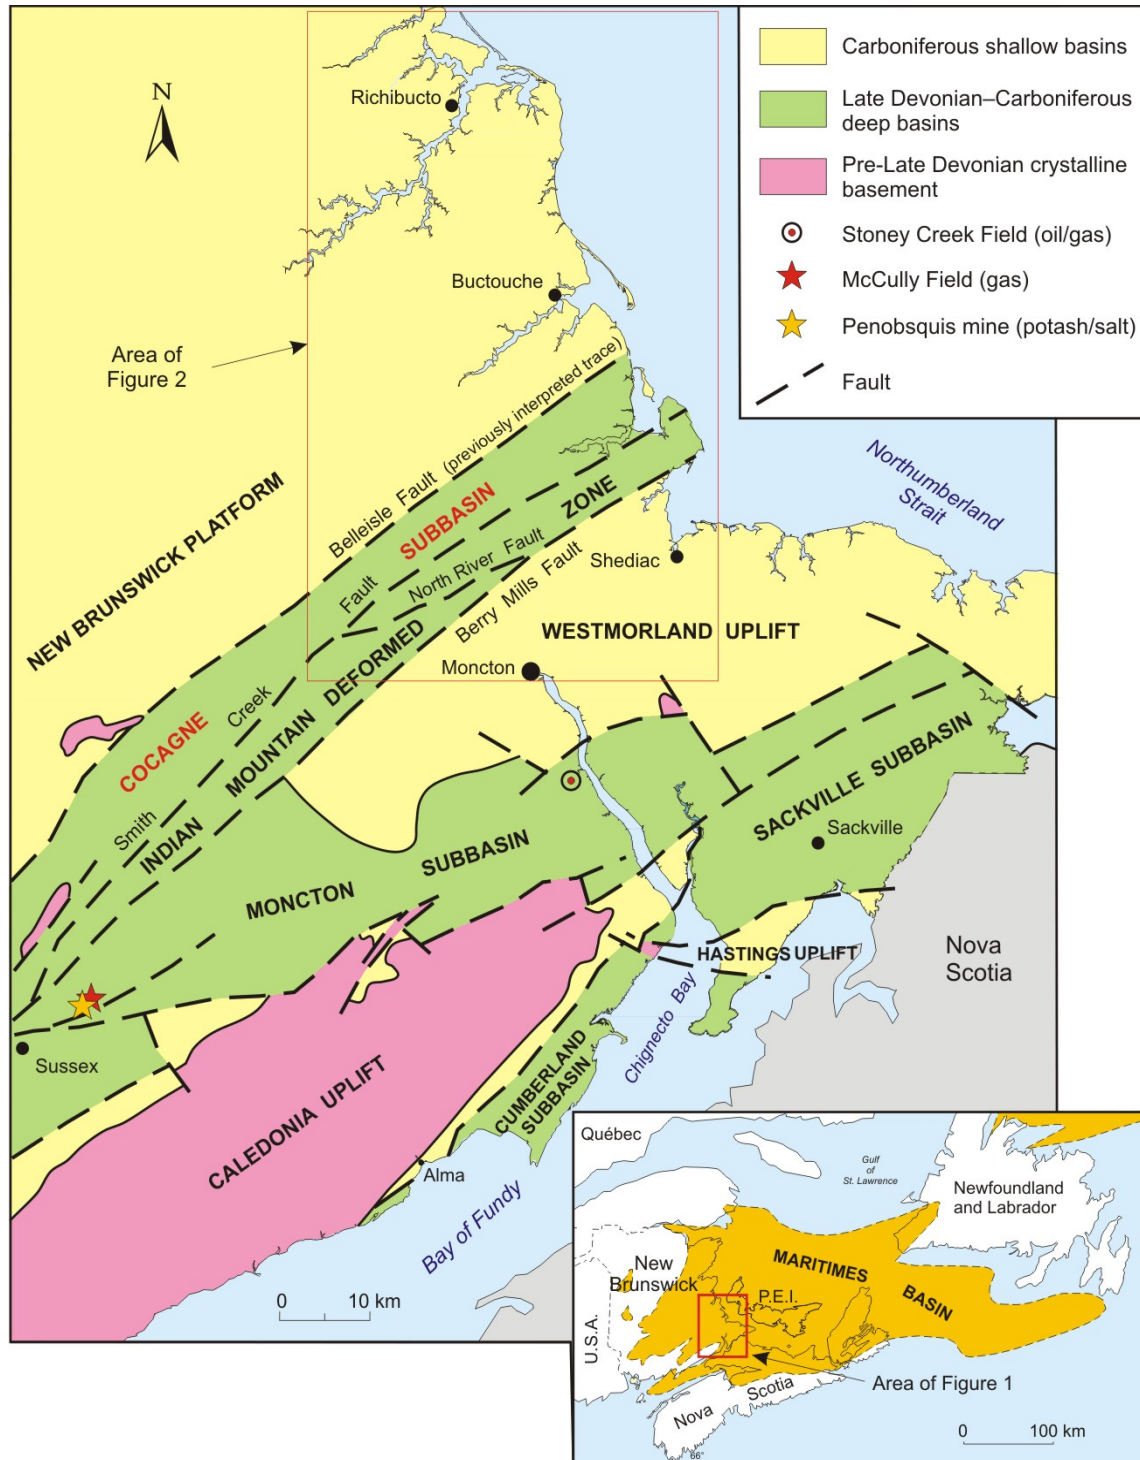 Carboniferous shallow basins
Late Devonian–Carboniferous
deep basins
Pre-Late Devonian crystalline
basement
Stoney Creek Field (oil/gas)
McCully Field (gas)
Penobsquis mine (potash/salt)
Fault
N
Richibucto
Buctouche
Area of
Figure 2
NEW BRUNSWICK PLATFORM
Belleisle Fault (previously interpreted trace)
COCAGNE SUBBASIN
Smith Creek Fault
North River Fault
INDIAN MOUNTAIN DEFORMED ZONE
Berry Mills Fault
Shediac
Northumberland
Strait
WESTMORLAND UPLIFT
Moncton
MONCTON SUBBASIN
SACKVILLE SUBBASIN
Sackville
HASTINGS UPLIFT
Nova
Scotia
Chignecto Bay
Sussex
CALEDONIA UPLIFT
CUMBERLAND
SUBBASIN
Alma
Bay of Fundy
0 10 km
Québec
Gulf
of
St. Lawrence
Newfoundland
and Labrador
New
Brunswick
MARITIMES
BASIN
P.E.I.
U.S.A.
Area of Figure 1
Nova Scotia
66°
0 100 km